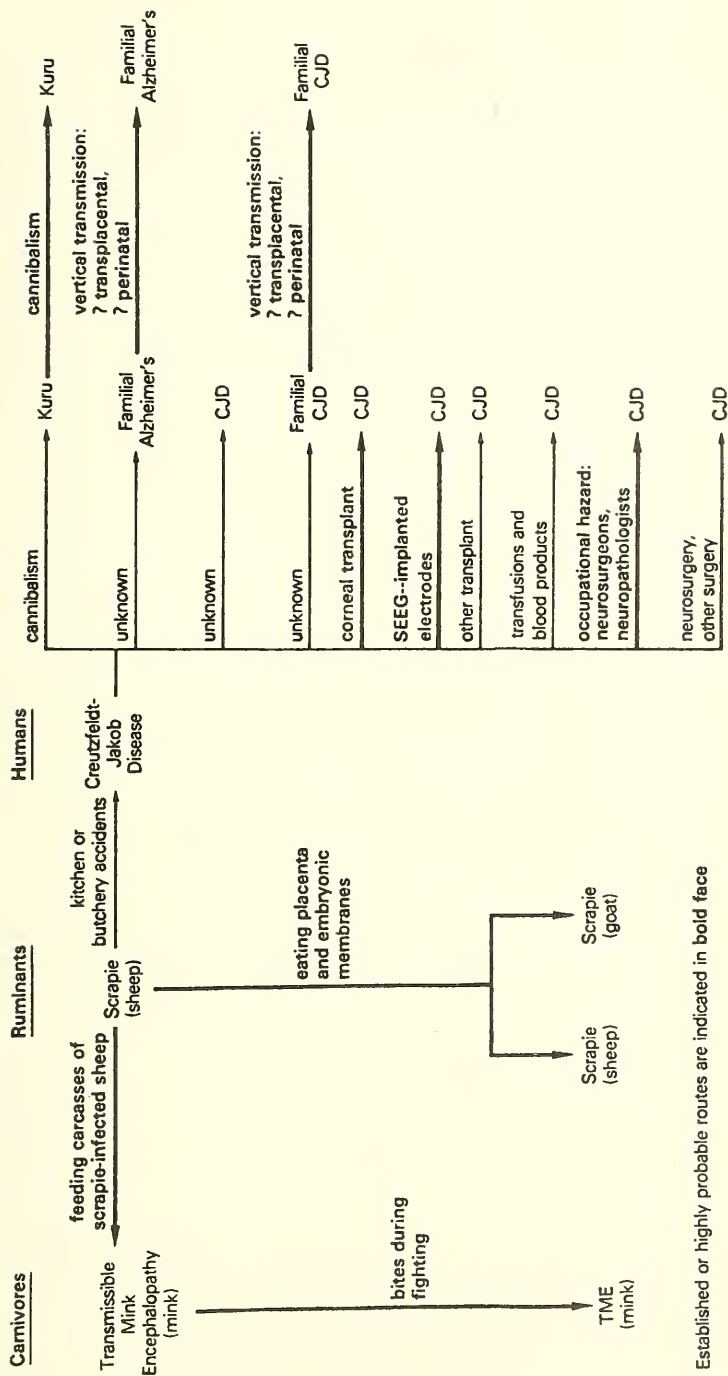 Carnivores
Ruminants
Humans
Transmissible
Mink
Encephalopathy
(mink)
feeding carcasses of
scrapie-infected sheep
Scrapie
(sheep)
kitchen or
butchery accidents
Creutzfeldt-
Jakob
Disease
bites during
fighting
TME
(mink)
eating placenta
and embryonic
membranes
Scrapie
(sheep)
Scrapie
(goat)
cannibalism
Kuru
cannibalism
Kuru
unknown
Familial
Alzheimer's
vertical transmission:
? transplacental,
? perinatal
Familial
Alzheimer's
unknown
CJD
unknown
Familial
CJD
vertical transmission:
? transplacental,
? perinatal
Familial
CJD
corneal transplant
CJD
SEEG--implanted
electrodes
CJD
other transplant
CJD
transfusions and
blood products
CJD
occupational hazard:
neurosurgeons,
neuropathologists
CJD
neurosurgery,
other surgery
CJD
Established or highly probable routes are indicated in bold face